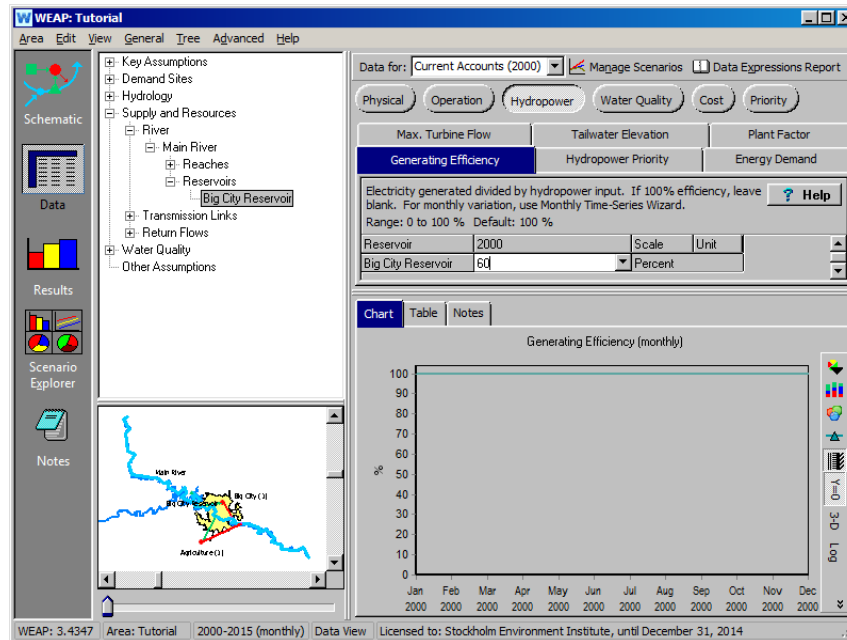 WEAP: Tutorial
Area Edit View General Tree Advanced Help
Schematic
Data
Results
Scenario
Explorer
Notes
Key Assumptions
Demand Sites
Hydrology
Supply and Resources
River
Main River
Reaches
Reservoirs
Big City Reservoir
Transmission Links
Return Flows
Water Quality
Other Assumptions
Main River
Big City Reservoir
Big City (1)
Agriculture (1)
Data for: Current Accounts (2000) Manage Scenarios Data Expressions Report
Physical Operation Hydropower Water Quality Cost Priority
Max. Turbine Flow Tailwater Elevation Plant Factor
Generating Efficiency Hydropower Priority Energy Demand
Electricity generated divided by hydropower input. If 100% efficiency, leave
blank. For monthly variation, use Monthly Time-Series Wizard.
Range: 0 to 100 % Default: 100 %
? Help
Reservoir 2000 Scale Unit
Big City Reservoir 60 Percent
Chart Table Notes
Generating Efficiency (monthly)
%
100
90
80
70
60
50
40
30
20
10
0
Jan Feb Mar Apr May Jun Jul Aug Sep Oct Nov Dec
2000 2000 2000 2000 2000 2000 2000 2000 2000 2000 2000 2000
Y=0
3-D
Log
WEAP: 3.4347 Area: Tutorial 2000-2015 (monthly) Data View Licensed to: Stockholm Environment Institute, until December 31, 2014